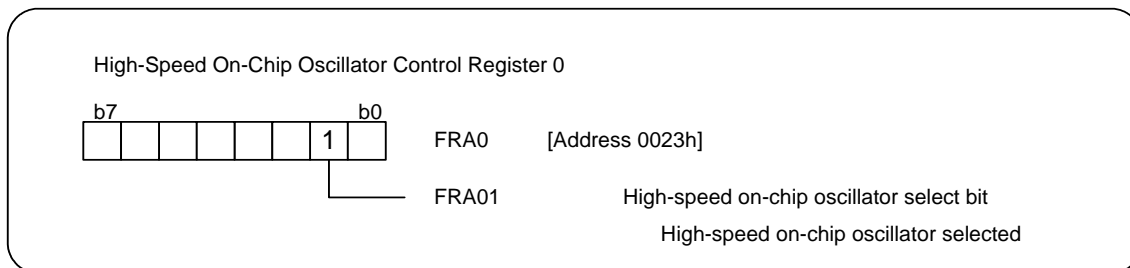 High-Speed On-Chip Oscillator Control Register 0
b7 b0
1 FRA0 [Address 0023h]
FRA01 High-speed on-chip oscillator select bit
High-speed on-chip oscillator selected